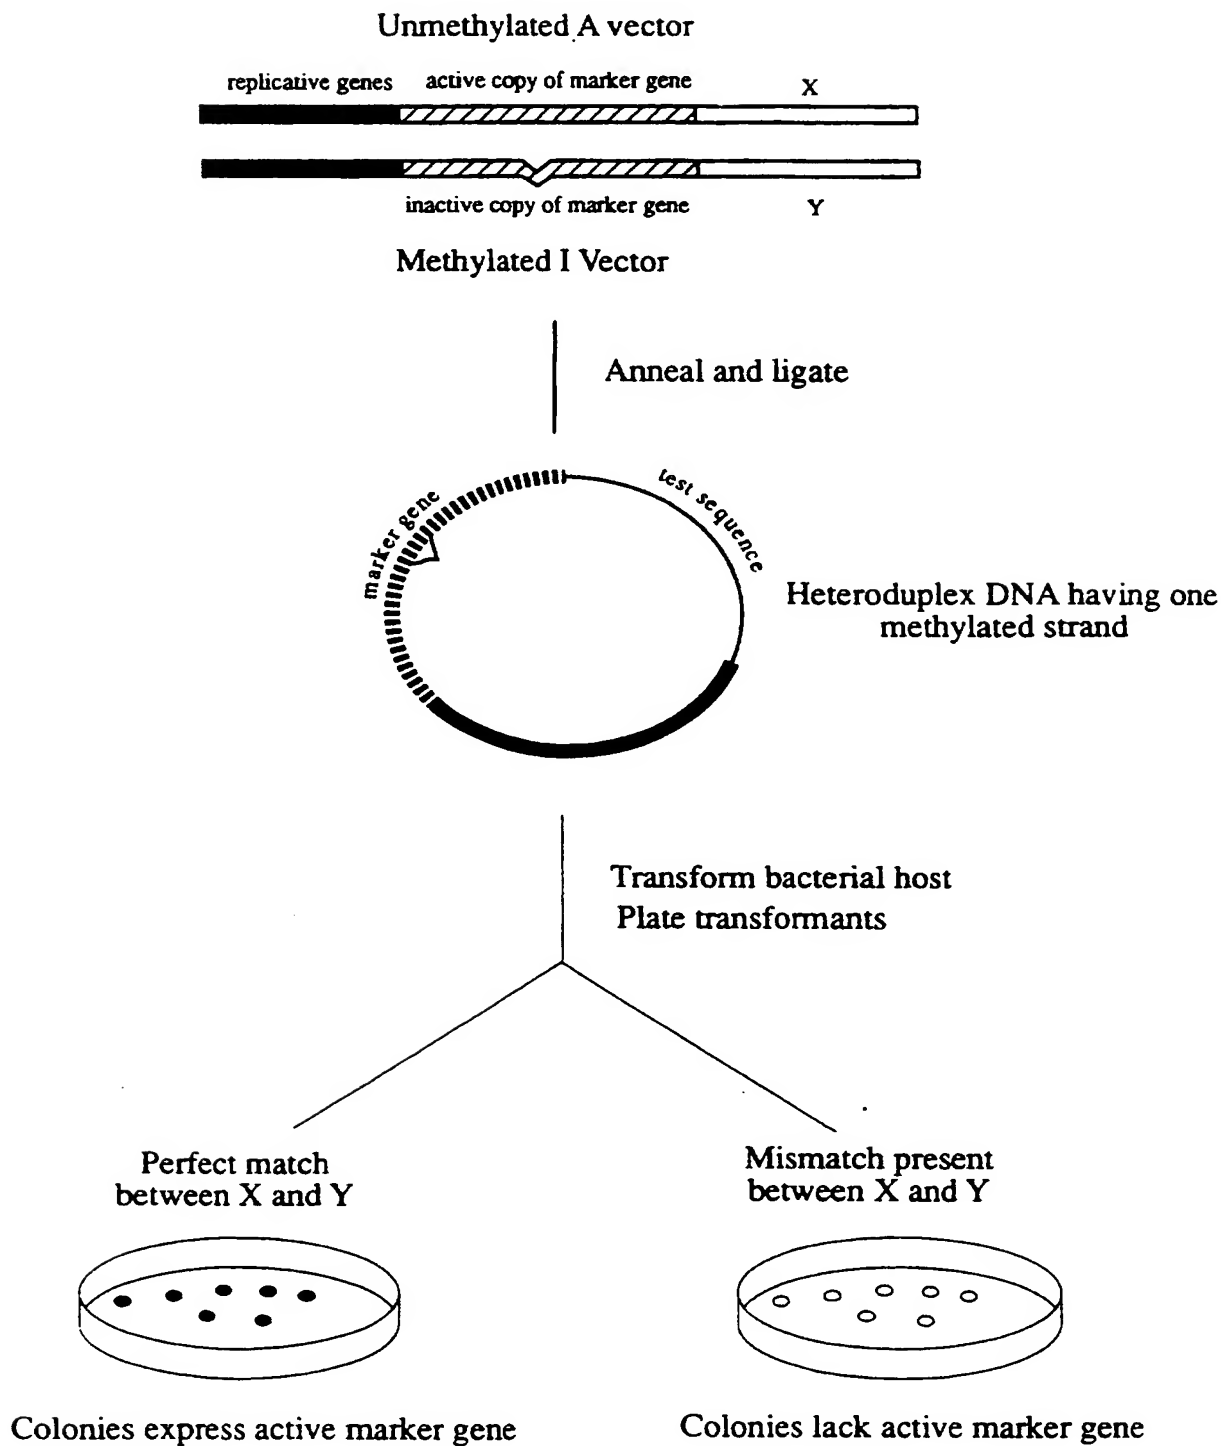 Unmethylated A vector
replicative genes
active copy of marker gene
X
inactive copy of marker gene
Y
Methylated I Vector
Anneal and ligate
marker gene
test sequence
Heteroduplex DNA having one
methylated strand
Transform bacterial host
Plate transformants
Perfect match
between X and Y
Mismatch present
between X and Y
Colonies express active marker gene
Colonies lack active marker gene